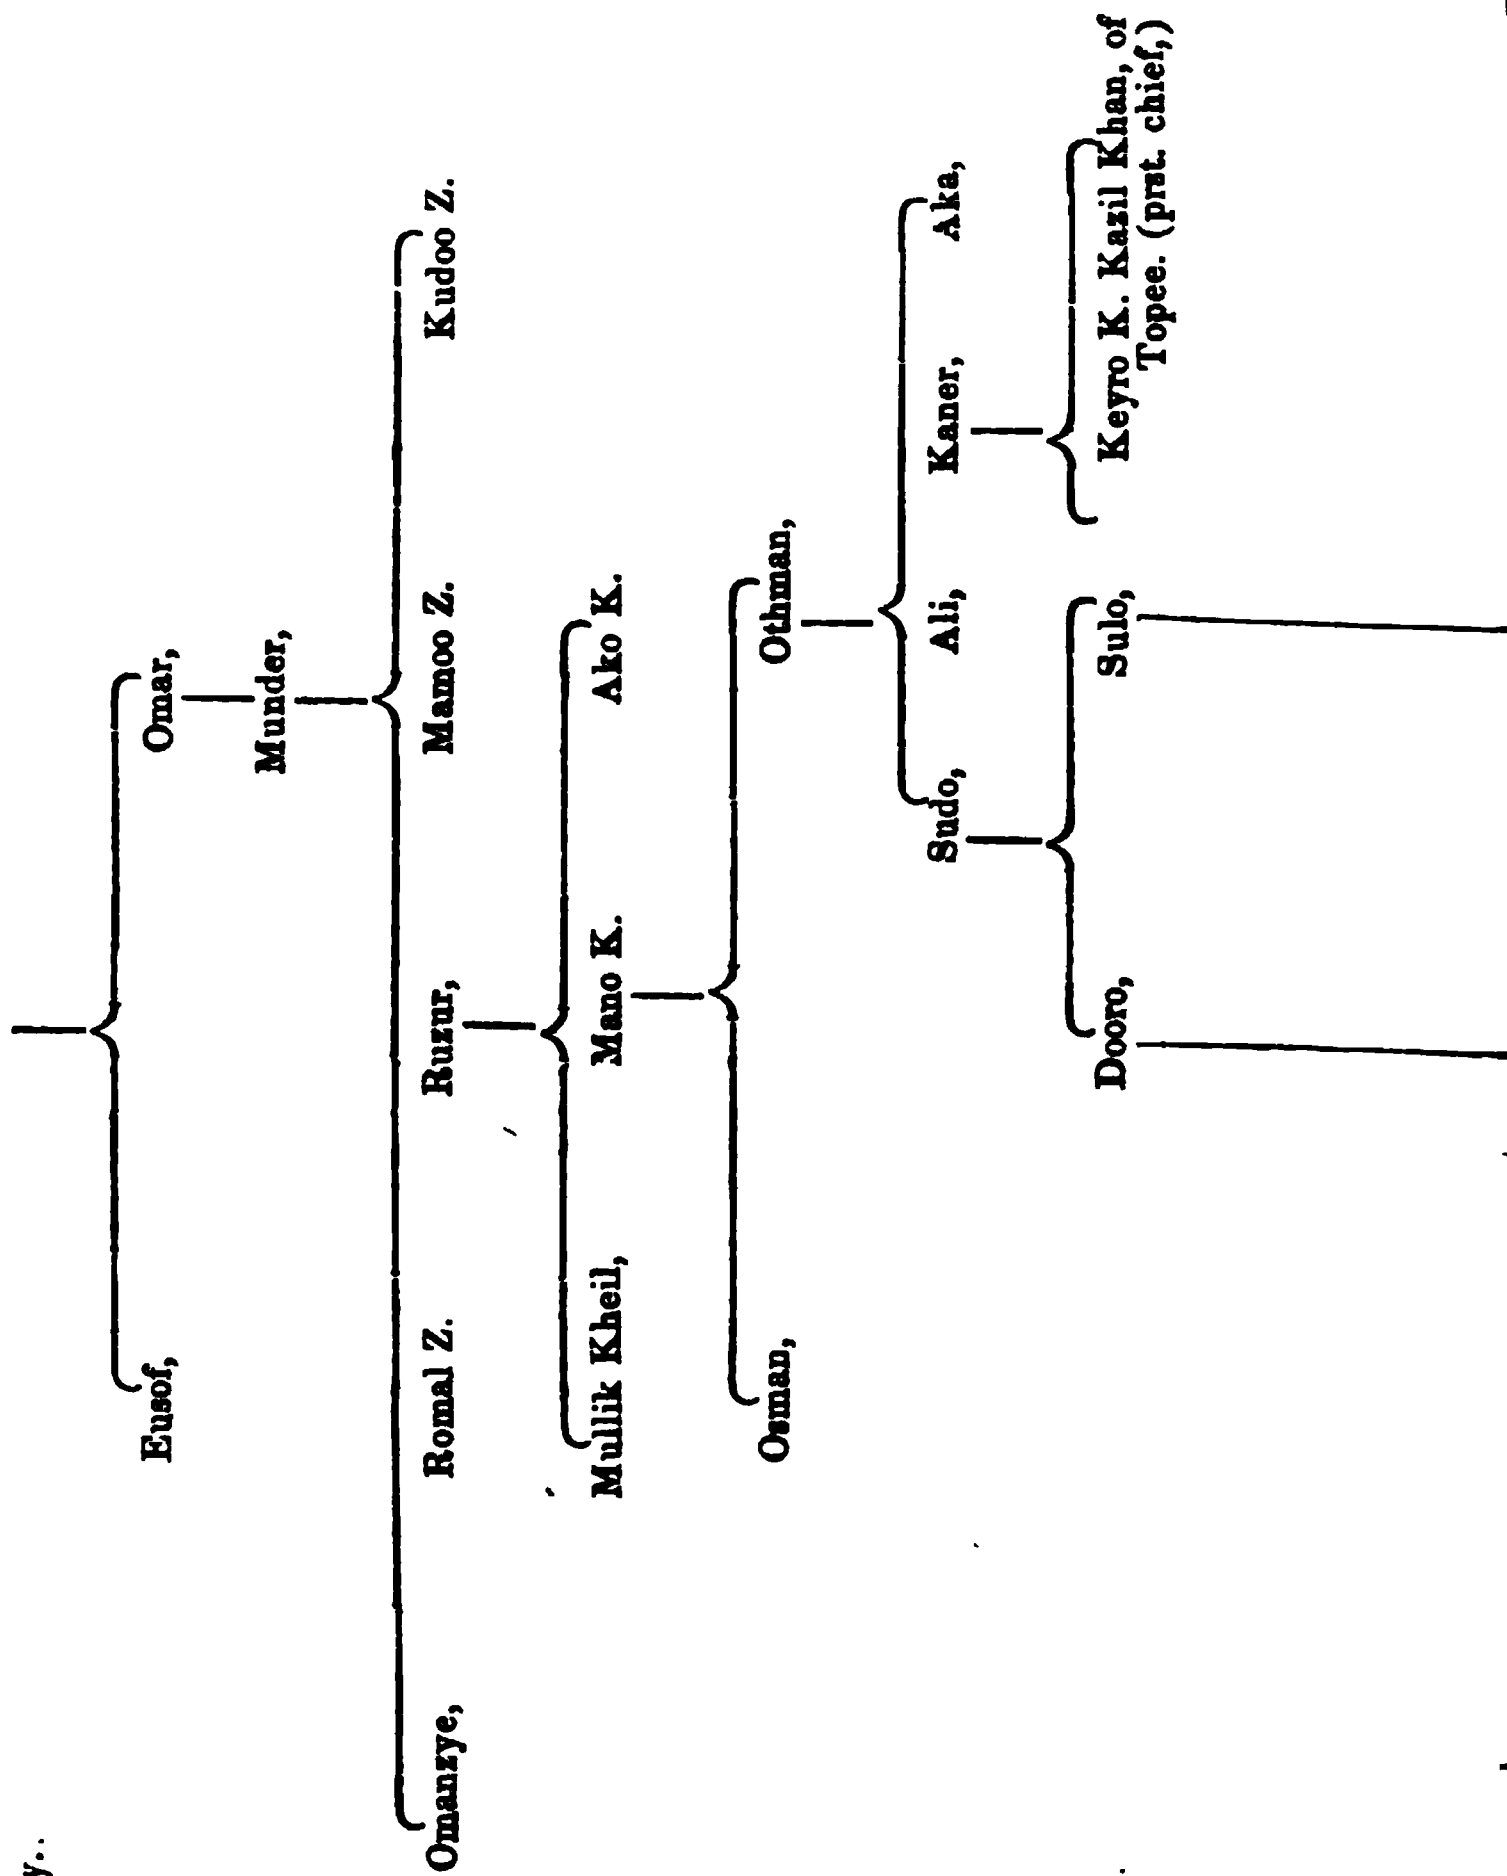 y..
Eusof, Omar,
Munder,
Omanzye, Romal Z. Ruzur, Mamoo Z. Kudoo Z.
Mullik Kheil, Mano K. Ako K.
Osman, Othman,
Sudo, Ali, Kaner, Aka,
Dooro, Sulo, Keyro K. Kazil Khan, of
Topee. (prst. chief,)